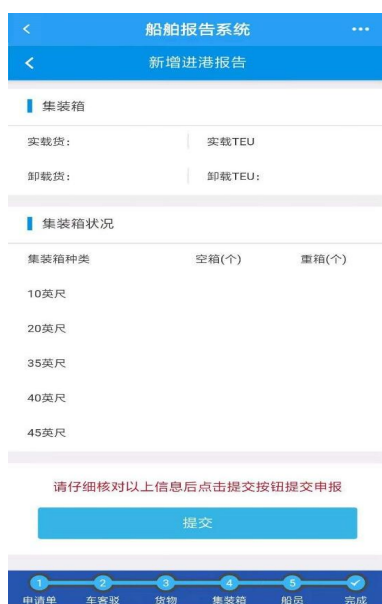 船舶报告系统
新增进港报告
集装箱
实载货: 实载TEU
卸载货: 卸载TEU:
集装箱状况
集装箱种类 空箱(个) 重箱(个)
10英尺
20英尺
35英尺
40英尺
45英尺
请仔细核对以上信息后点击提交按钮提交申报
提交
1 2 3 4 5
申请单 车客驳 货物 集装箱 船员 完成